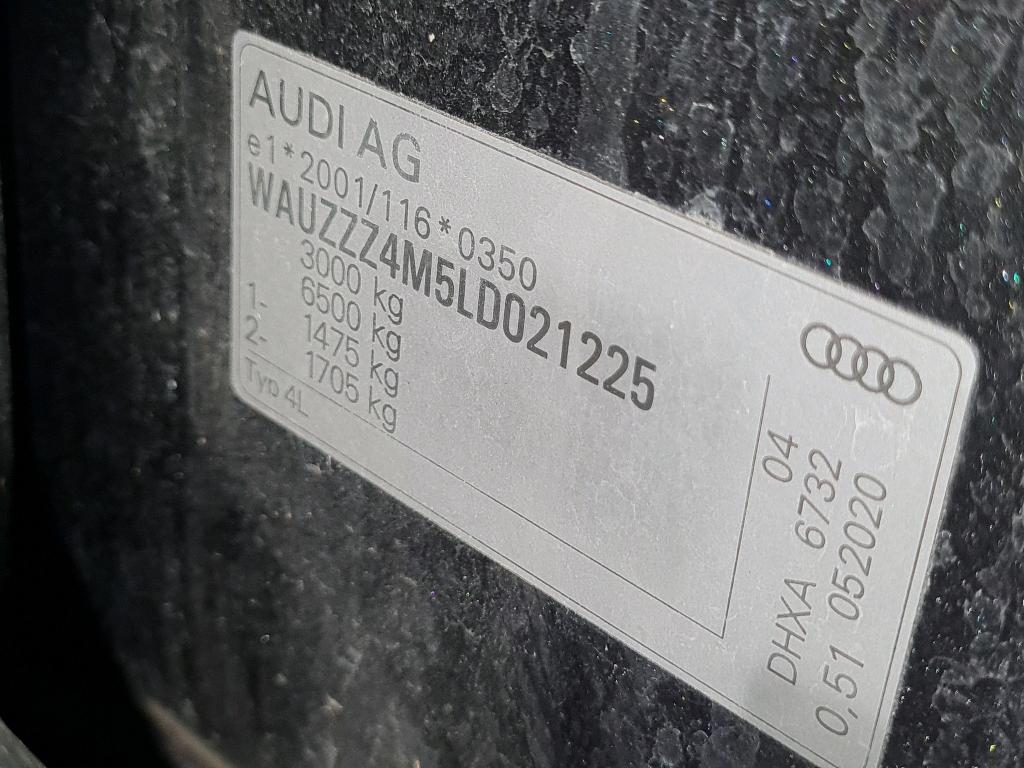 AUDI AG
e1*2001/116*0350
WAUZZZ4M5LD021225
3000 kg
6500 kg
1- 1475 kg
2- 1705 kg
Typ 4L
04
DHXA 6732
0,51 052020